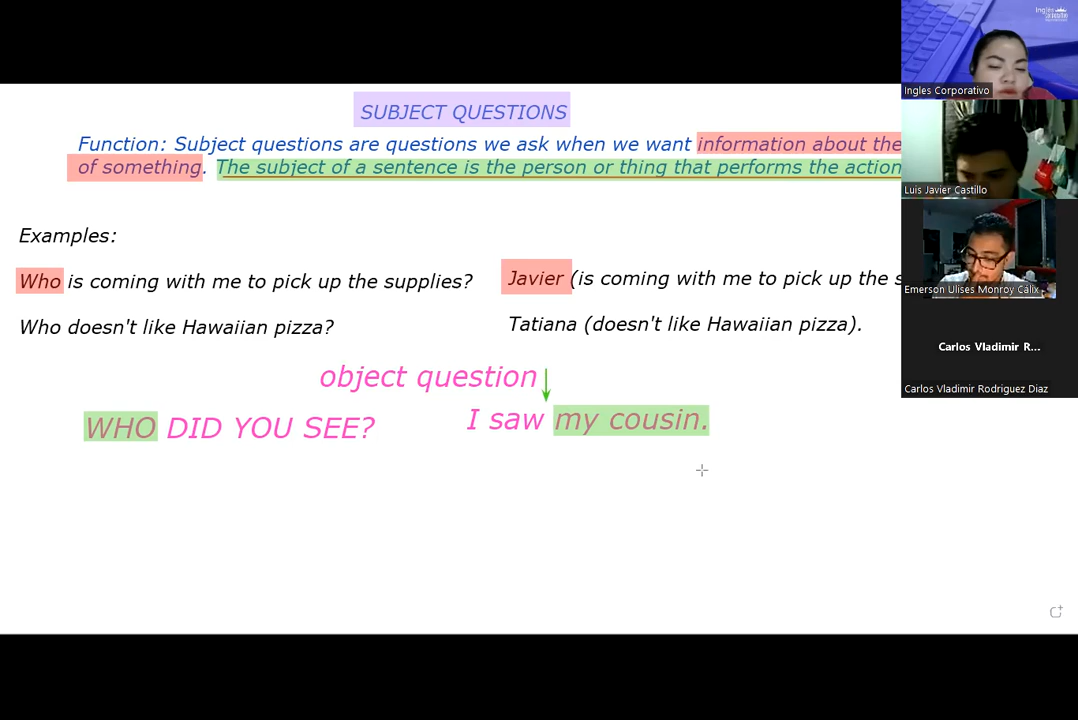 SUBJECT QUESTIONS
Function: Subject questions are questions we ask when we want information about the
of something. The subject of a sentence is the person or thing that performs the action
Examples:
Who is coming with me to pick up the supplies?
Javier (is coming with me to pick up the s
Who doesn't like Hawaiian pizza?
Tatiana (doesn't like Hawaiian pizza).
object question
WHO DID YOU SEE?
I saw my cousin.
Ingles Corporativo
Luis Javier Castillo
Emerson Ulises Monroy Cálix
Carlos Vladimir R...
Carlos Vladimir Rodriguez Diaz